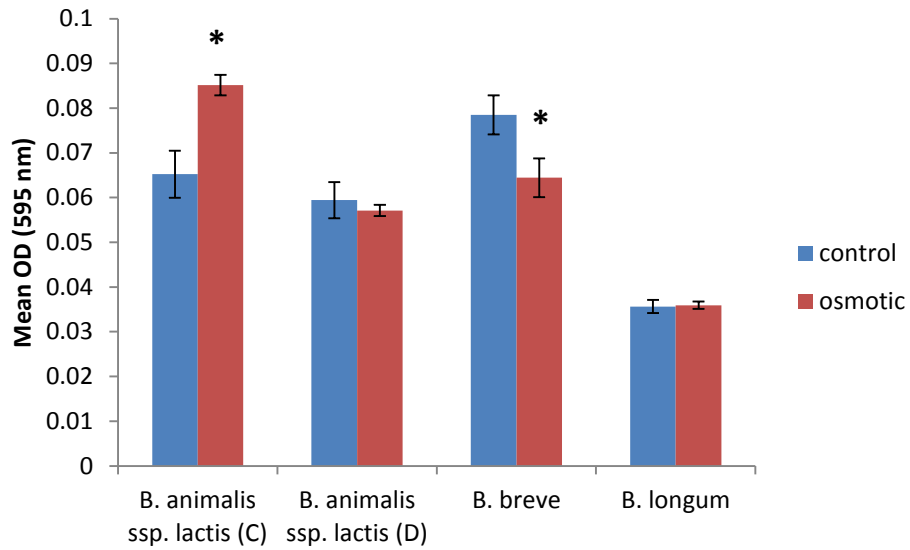 Mean OD (595 nm)
0.1
0.09
0.08
0.07
0.06
0.05
0.04
0.03
0.02
0.01
0
*
*
B. animalis
ssp. lactis (C)
B. animalis
ssp. lactis (D)
B. breve
B. longum
control
osmotic